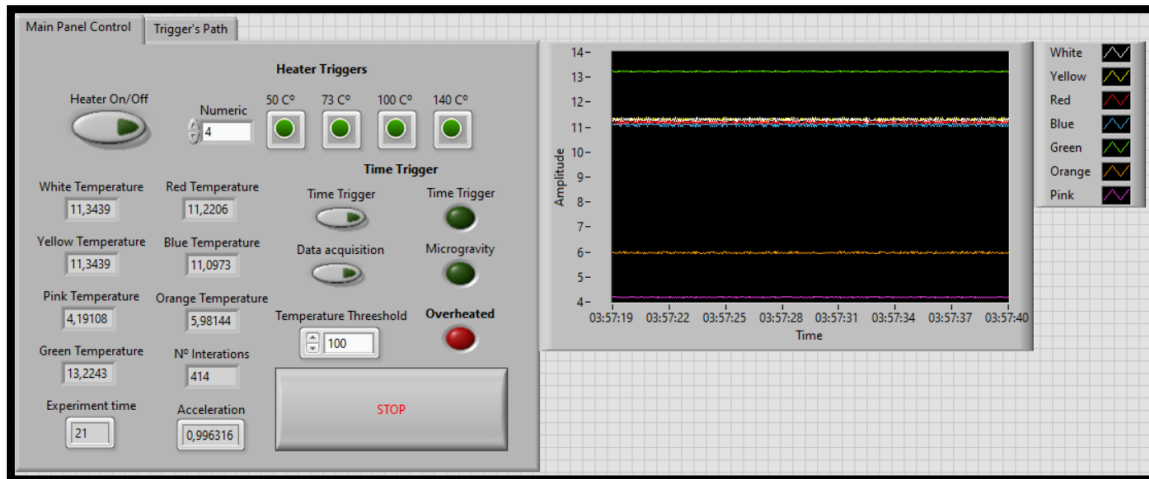 Main Panel Control
Trigger's Path
Heater Triggers
Heater On/Off
Numeric
4
50 Cº
73 Cº
100 Cº
140 Cº
Time Trigger
White Temperature
11,3439
Red Temperature
11,2206
Time Trigger
Time Trigger
Yellow Temperature
11,3439
Blue Temperature
11,0973
Data acquisition
Microgravity
Pink Temperature
4,19108
Orange Temperature
5,98144
Temperature Threshold
100
Overheated
Green Temperature
13,2243
Nº Interations
414
Experiment time
21
Acceleration
0,996316
STOP
Amplitude
14
13
12
11
10
9
8
7
6
5
4
03:57:19 03:57:22 03:57:25 03:57:28 03:57:31 03:57:34 03:57:37 03:57:40
Time
White
Yellow
Red
Blue
Green
Orange
Pink